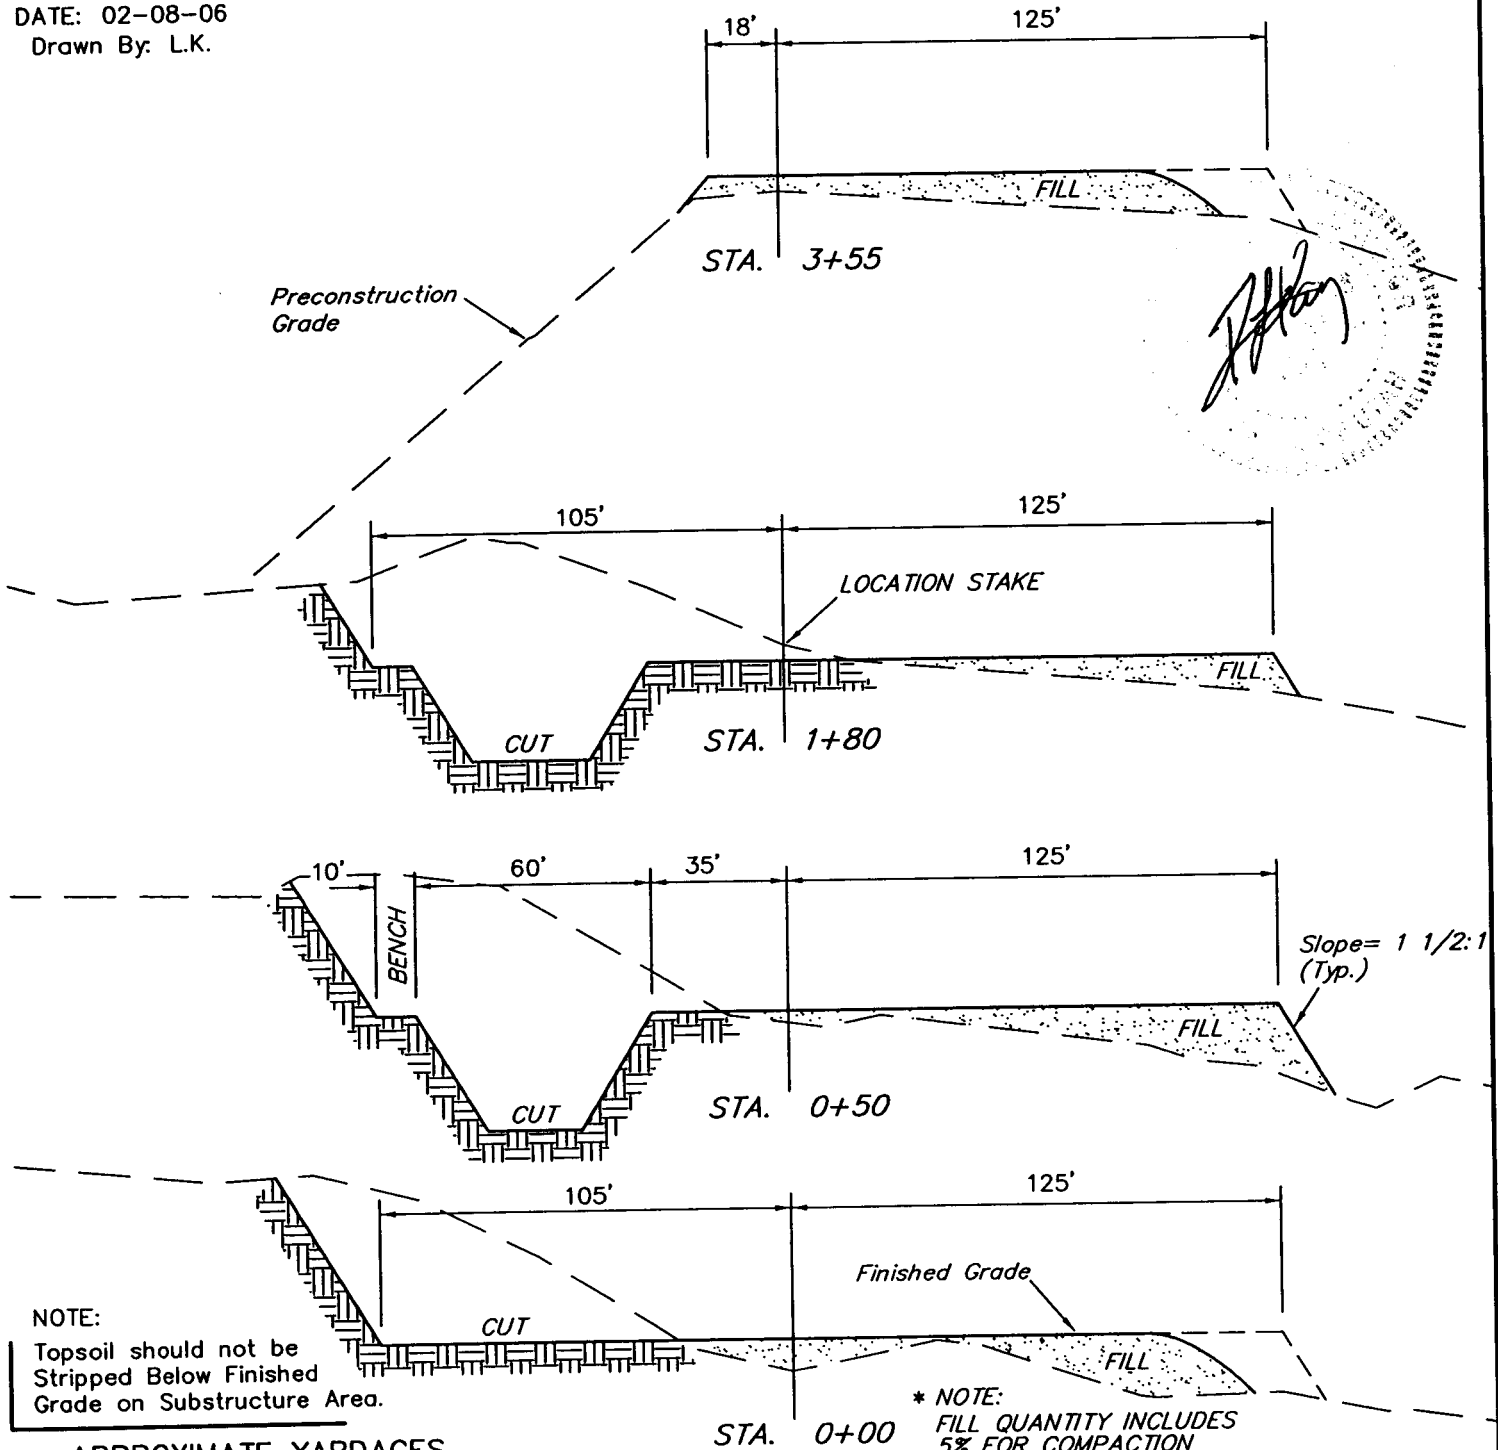 DATE: 02-08-06
Drawn By: L.K.
18'
125'
FILL
STA. 3+55
Preconstruction
Grade
UTAH
105'
125'
LOCATION STAKE
FILL
CUT
STA. 1+80
10'
60'
35'
125'
BENCH
Slope= 1 1/2:1
(Typ.)
FILL
CUT
STA. 0+50
105'
125'
Finished Grade
CUT
FILL
NOTE:
Topsoil should not be
Stripped Below Finished
Grade on Substructure Area.
* NOTE:
FILL QUANTITY INCLUDES
5% FOR COMPACTION
STA. 0+00
APPROXIMATE YARDAGES